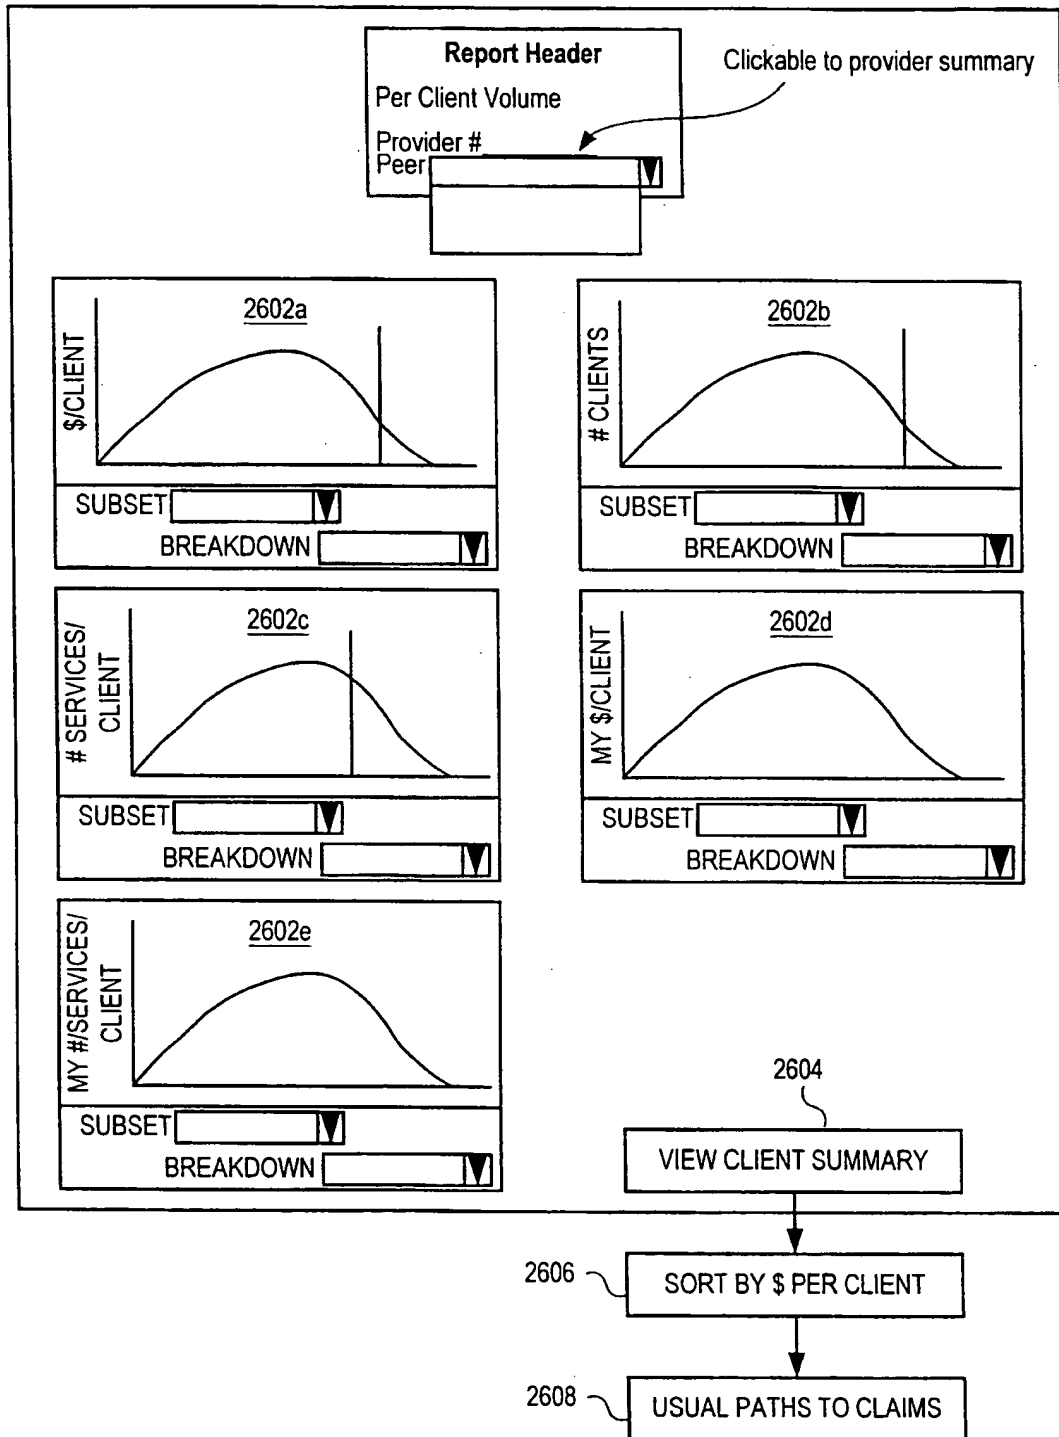 Report Header
Clickable to provider summary
Per Client Volume
Provider #
Peer
2602a
$/CLIENT
SUBSET
BREAKDOWN
2602b
# CLIENTS
SUBSET
BREAKDOWN
2602c
# SERVICES/
CLIENT
SUBSET
BREAKDOWN
2602d
MY $/CLIENT
SUBSET
BREAKDOWN
2602e
MY #/SERVICES/
CLIENT
SUBSET
BREAKDOWN
2604
VIEW CLIENT SUMMARY
2606
SORT BY $ PER CLIENT
2608
USUAL PATHS TO CLAIMS